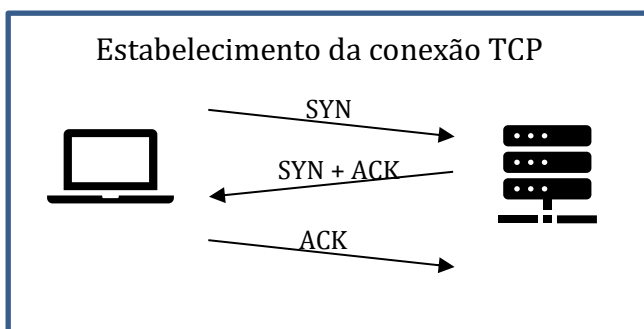 Estabelecimento da conexão TCP
SYN
SYN + ACK
ACK